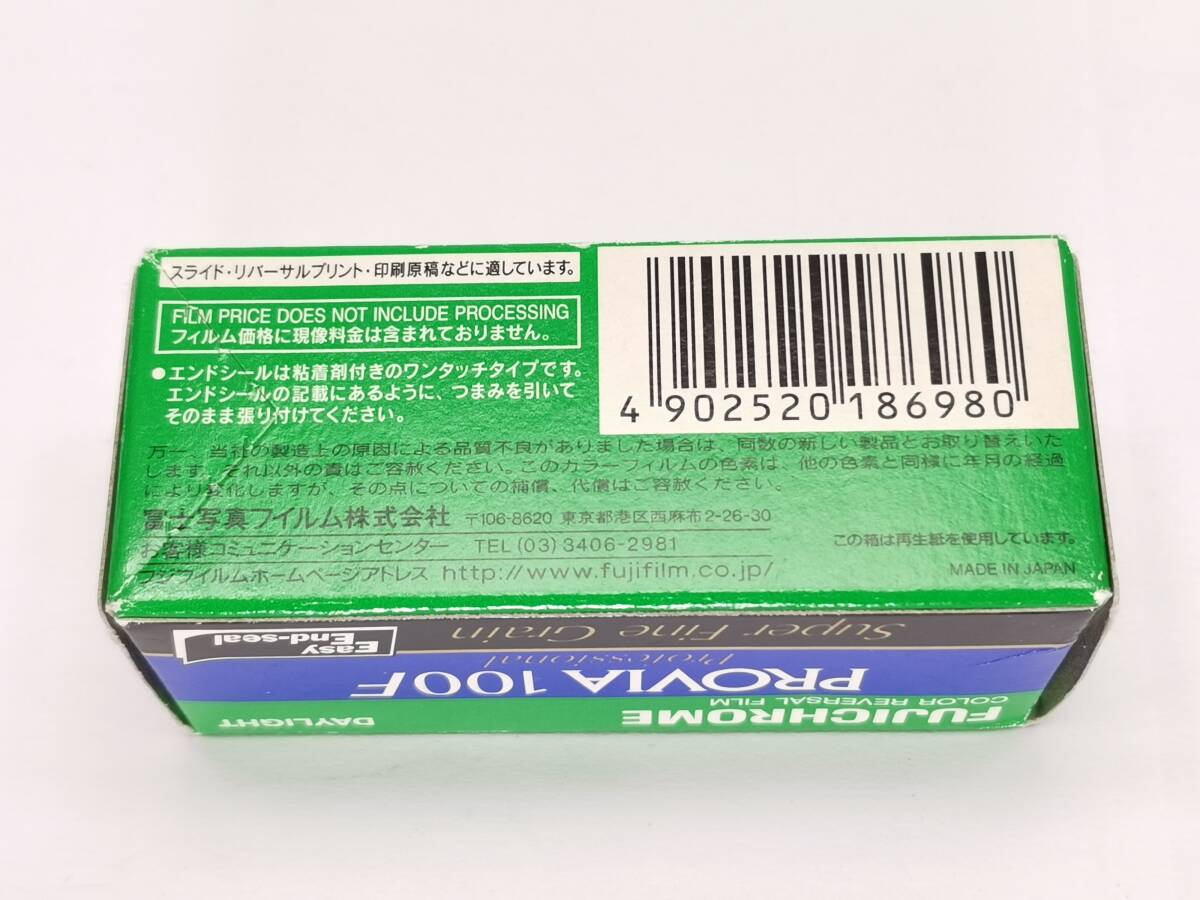 スライド・リバーサルプリント・印刷原稿などに適しています。
FILM PRICE DOES NOT INCLUDE PROCESSING
フィルム価格に現像料金は含まれておりません。
●エンドシールは粘着剤付きのワンタッチタイプです。
エンドシールの記載にあるように、つまみを引いて
そのまま張り付けてください。
4 902520 186980
万一、当社の製造上の原因による品質不良がありました場合は、同数の新しい製品とお取り替えいた
します。それ以外の責はご容赦ください。このカラーフィルムの色素は、他の色素と同様に年月の経過
により変化しますが、その点についての補償、代償はご容赦ください。
富士写真フイルム株式会社 〒106-8620 東京都港区西麻布2-26-30
お客様コミュニケーションセンター TEL (03) 3406-2981
フジフイルムホームページアドレス http://www.fujifilm.co.jp/
この箱は再生紙を使用しています。
MADE IN JAPAN
FUJICHROME
COLOR REVERSAL FILM
DAYLIGHT
PROVIA 100F
Professional
Super Fine Grain
Easy
End-seal